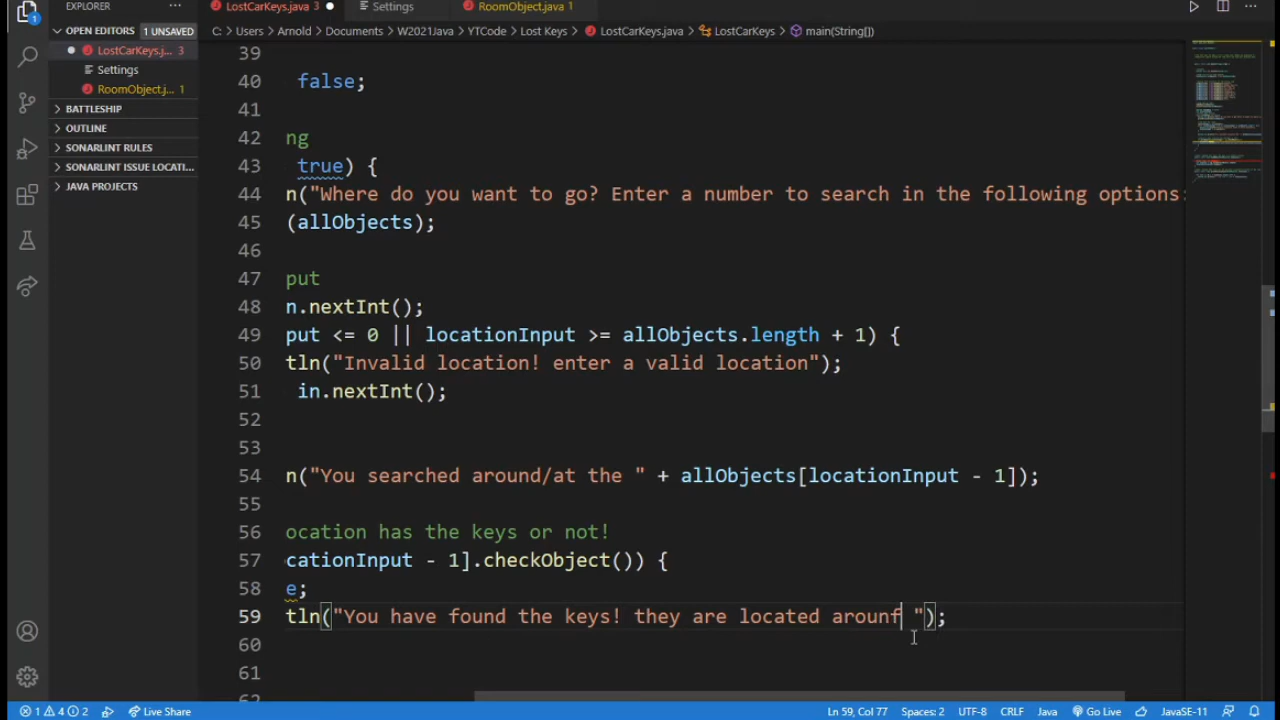 EXPLORER ··· LostCarKeys.java 3 Settings RoomObject.java 1 ···
OPEN EDITORS 1 UNSAVED C: > Users > Arnold > Documents > W2021Java > YTCode > Lost Keys > LostCarKeys.java > LostCarKeys > main(String[])
LostCarKeys.j... 3
Settings
RoomObject.j... 1
BATTLESHIP
OUTLINE
SONARLINT RULES
SONARLINT ISSUE LOCATI...
JAVA PROJECTS
1
39
40 false;
41
42 ng
43 true) {
44 n("Where do you want to go? Enter a number to search in the following options:
45 (allObjects);
46
47 put
48 n.nextInt();
49 put <= 0 || locationInput >= allObjects.length + 1) {
50 tln("Invalid location! enter a valid location");
51 in.nextInt();
52
53
54 n("You searched around/at the " + allObjects[locationInput - 1]);
55
56 ocation has the keys or not!
57 cationInput - 1].checkObject()) {
58 e;
59 tln("You have found the keys! they are located arounf ");
60
61
62
1 4 2 Live Share Ln 59, Col 77 Spaces: 2 UTF-8 CRLF Java Go Live JavaSE-11